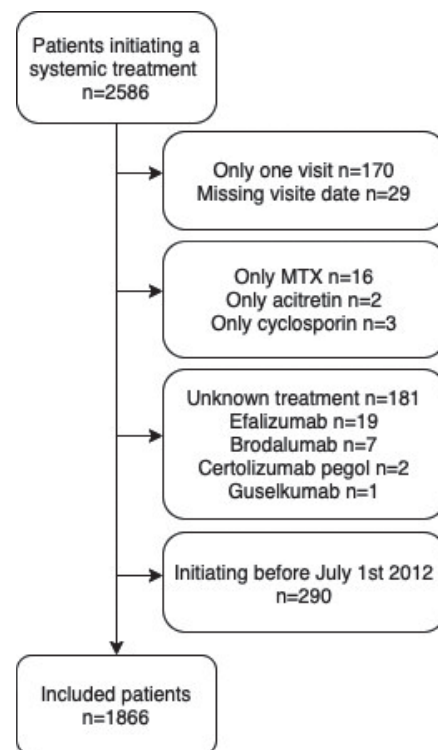 Patients initiating a
systemic treatment
n=2586
Only one visit n=170
Missing visite date n=29
Only MTX n=16
Only acitretin n=2
Only cyclosporin n=3
Unknown treatment n=181
Efalizumab n=19
Brodalumab n=7
Certolizumab pegol n=2
Guselkumab n=1
Initiating before July 1st 2012
n=290
Included patients
n=1866